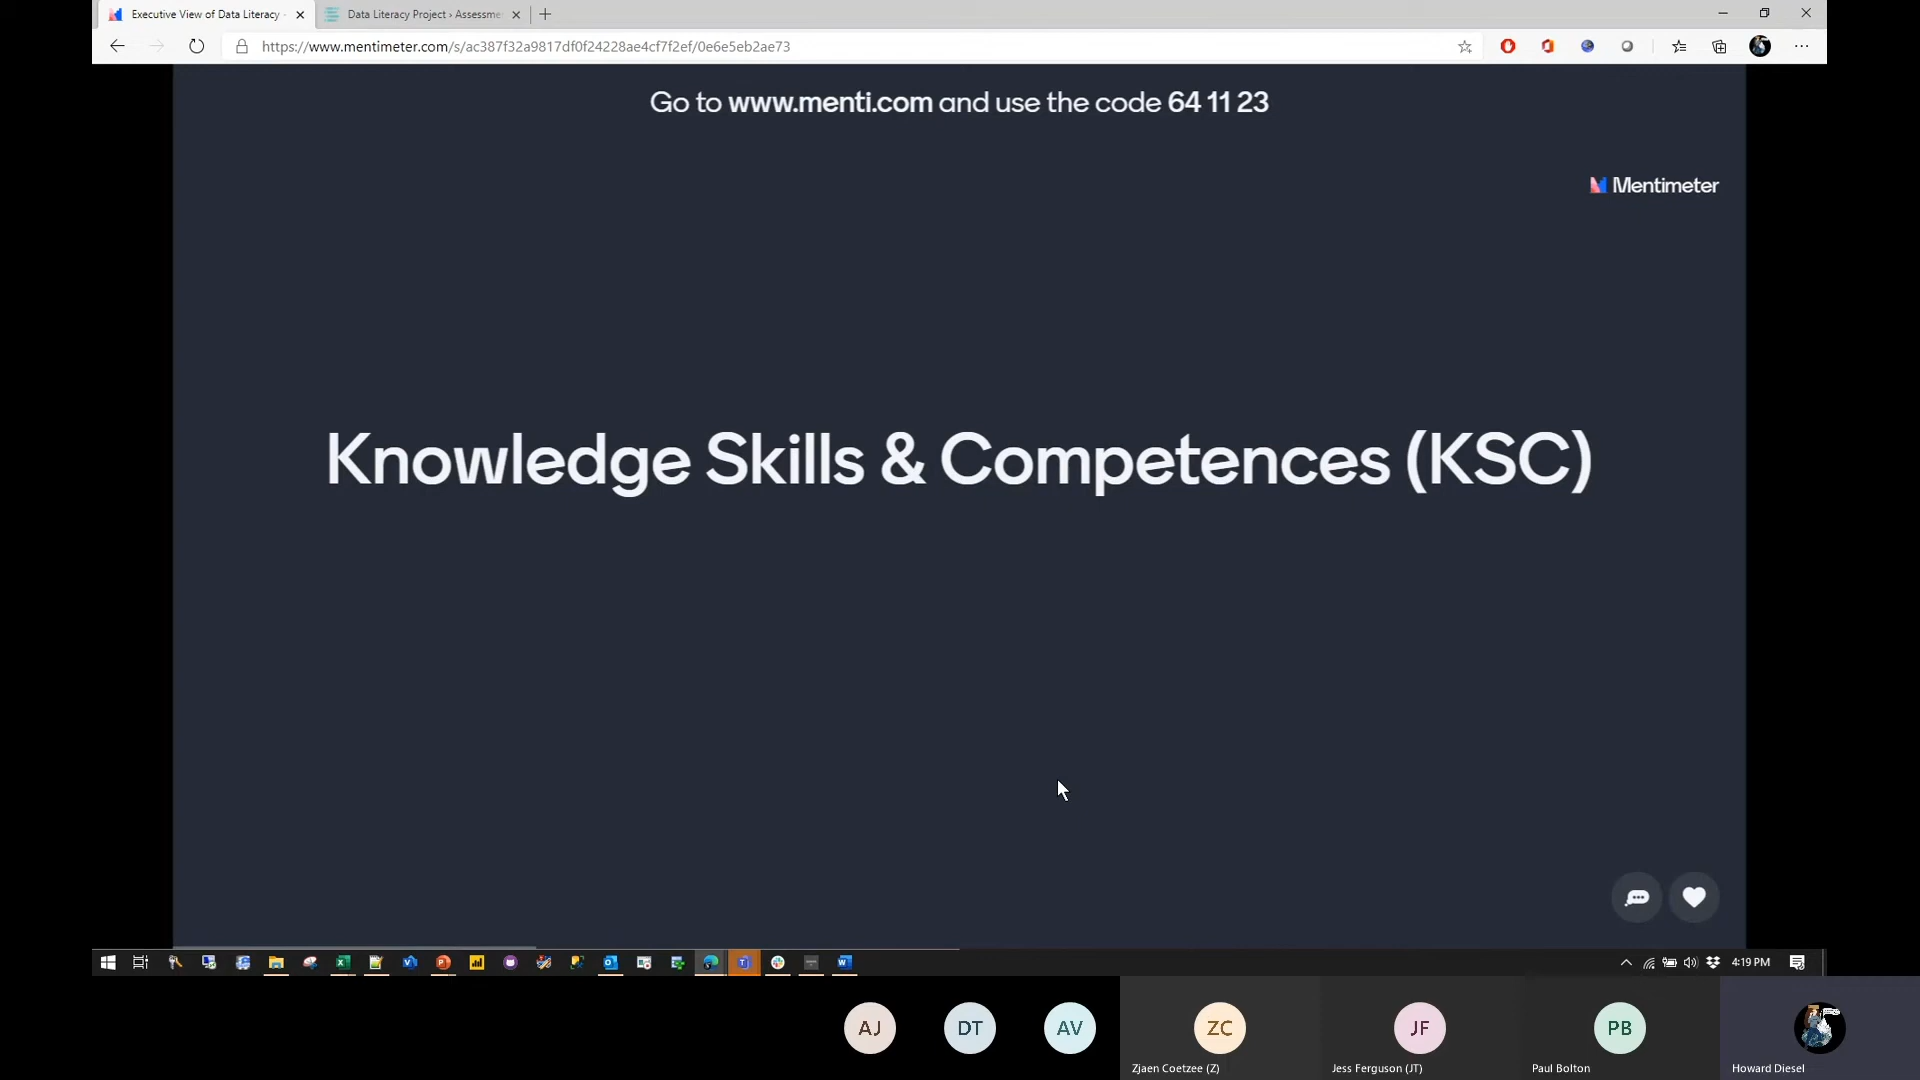 Executive View of Data Literacy -
Data Literacy Project › Assessme
https://www.mentimeter.com/s/ac387f32a9817df0f24228ae4cf7f2ef/0e6e5eb2ae73
Go to www.menti.com and use the code 64 11 23
Mentimeter
Knowledge Skills & Competences (KSC)
4:19 PM
AJ
DT
AV
ZC
JF
PB
Zjaen Coetzee (Z)
Jess Ferguson (JT)
Paul Bolton
Howard Diesel